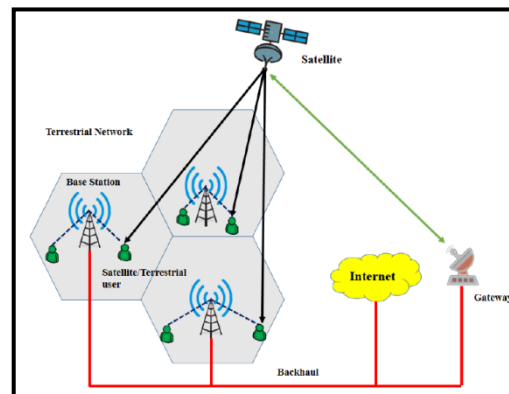 Satellite
Terrestrial Network
Base Station
Satellite/Terrestrial
user
Internet
Gateway
Backhaul